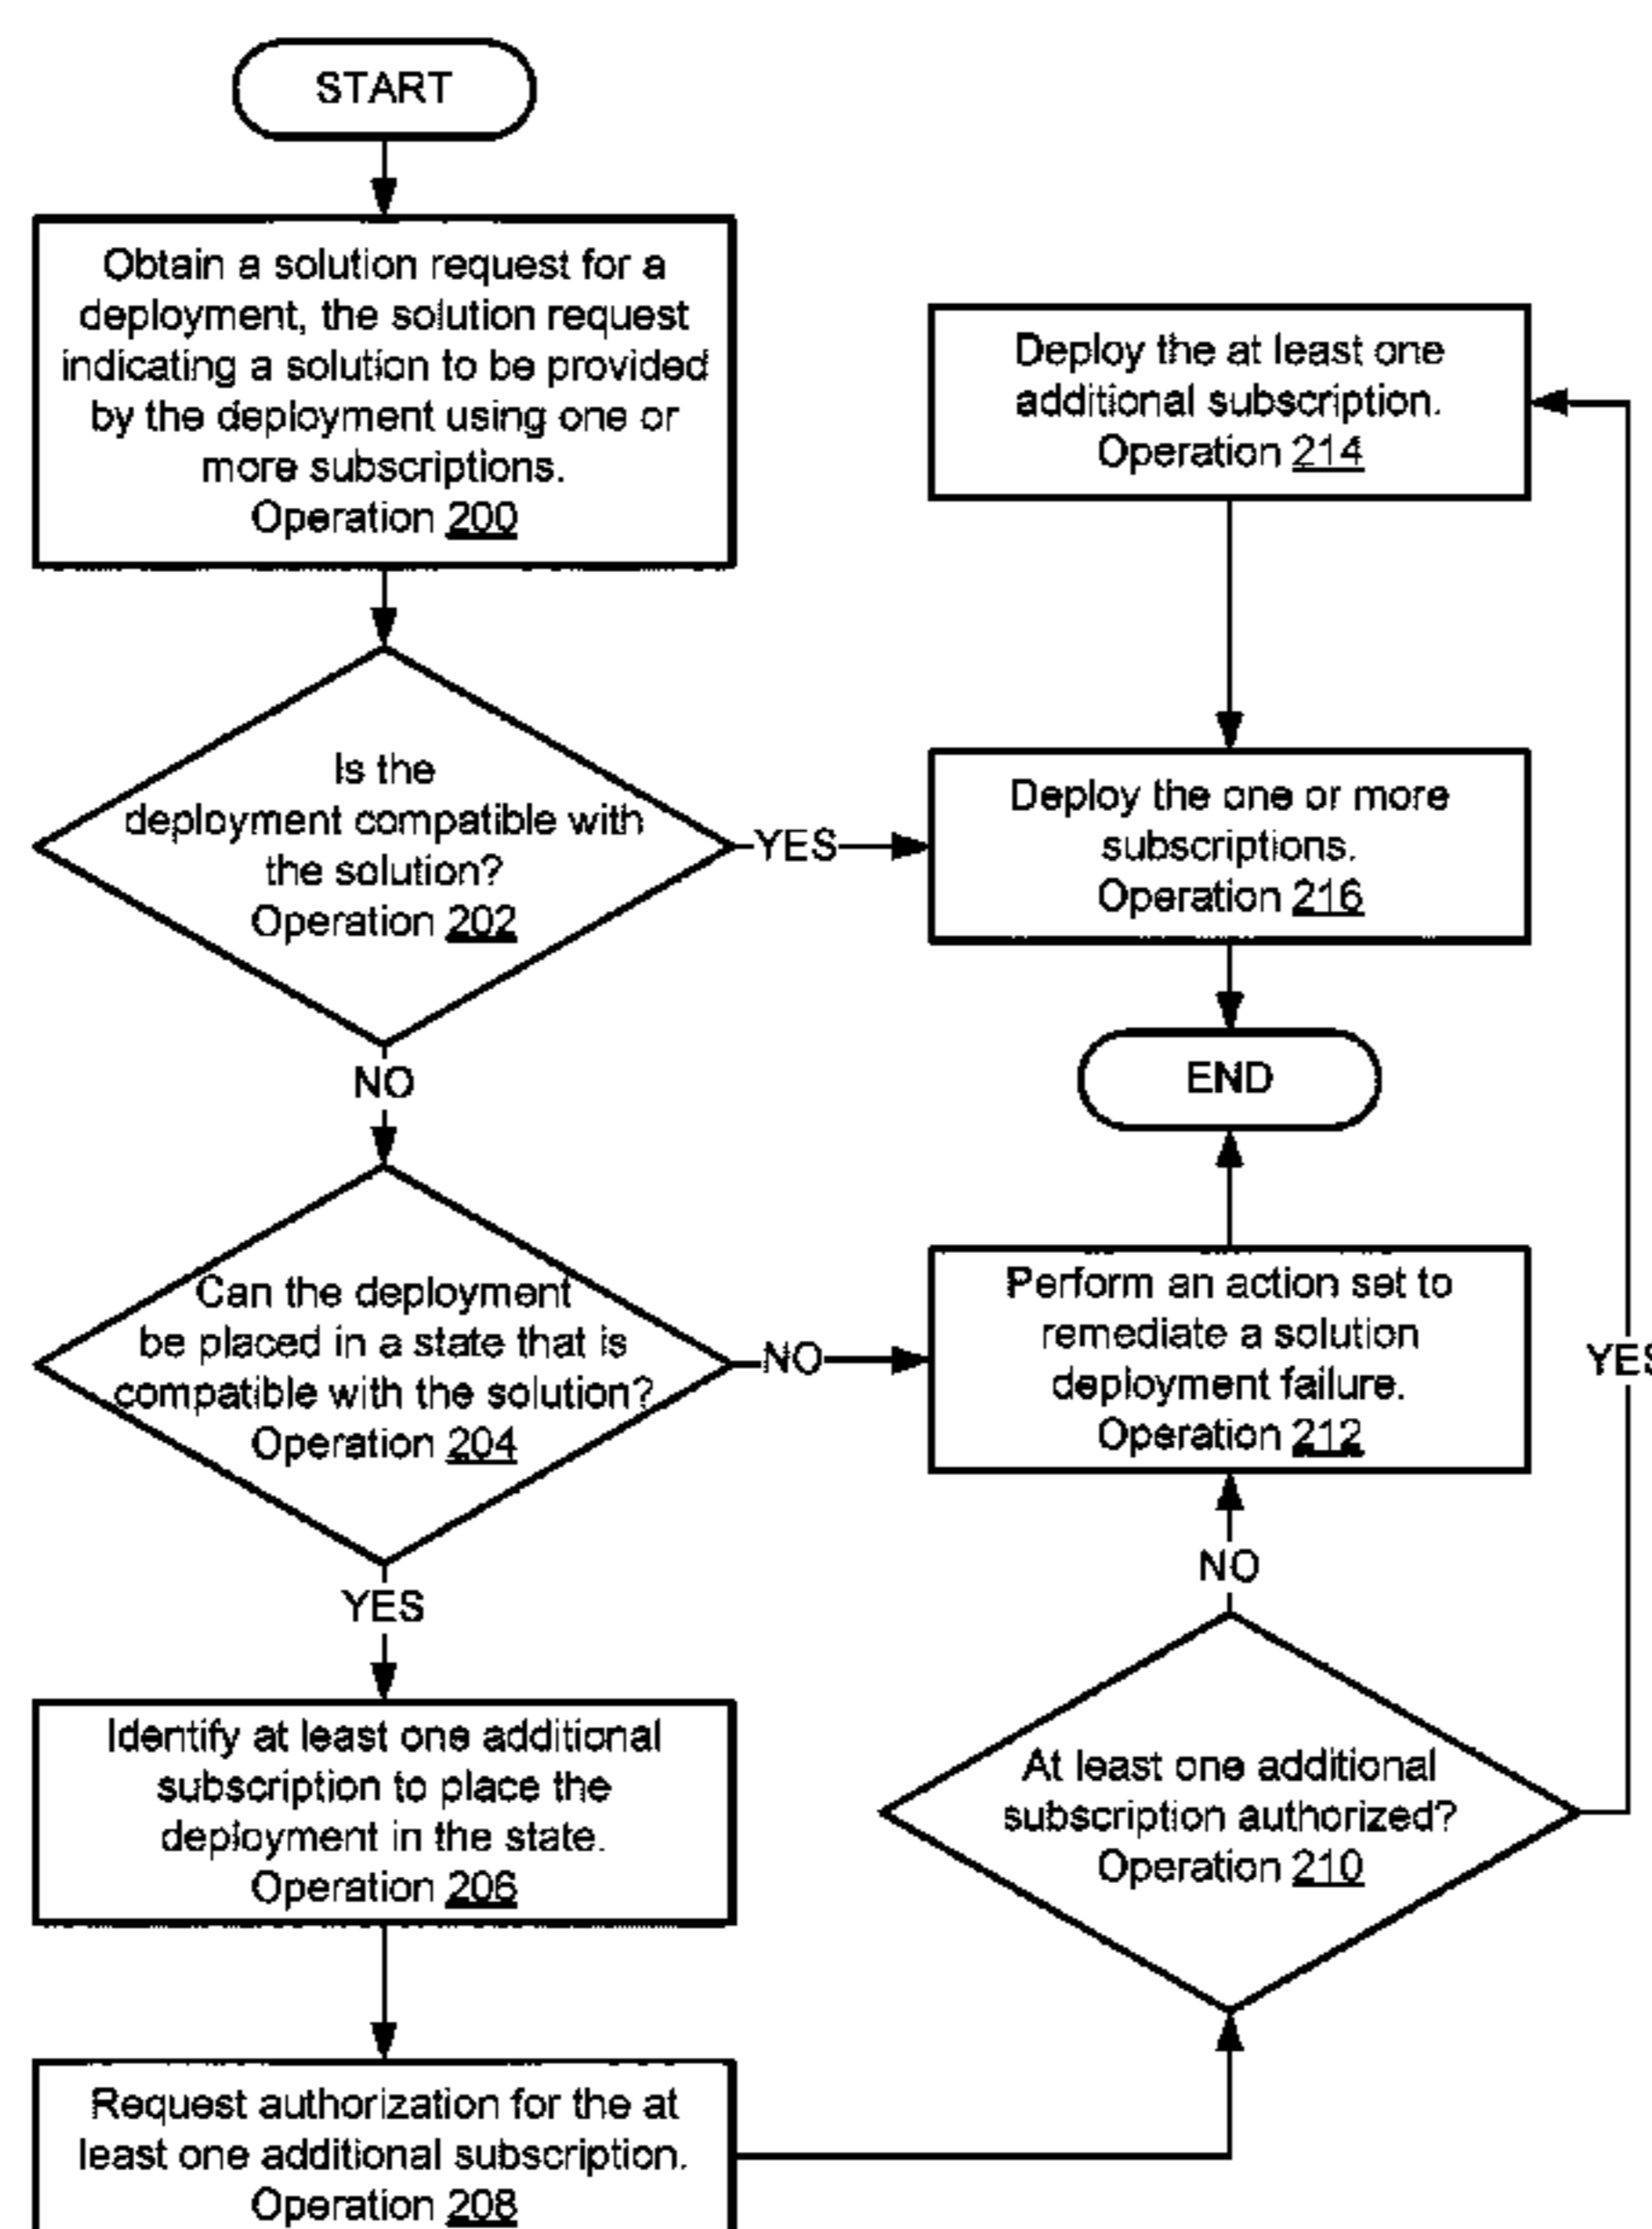 START
Obtain a solution request for a
deployment, the solution request
indicating a solution to be provided
by the deployment using one or
more subscriptions.
Operation 200
Is the
deployment compatible with
the solution?
Operation 202
YES
NO
Can the deployment
be placed in a state that is
compatible with the solution?
Operation 204
NO
YES
Identify at least one additional
subscription to place the
deployment in the state.
Operation 206
Request authorization for the at
least one additional subscription.
Operation 208
Deploy the at least one
additional subscription.
Operation 214
Deploy the one or more
subscriptions.
Operation 216
END
Perform an action set to
remediate a solution
deployment failure.
Operation 212
NO
At least one additional
subscription authorized?
Operation 210
YES